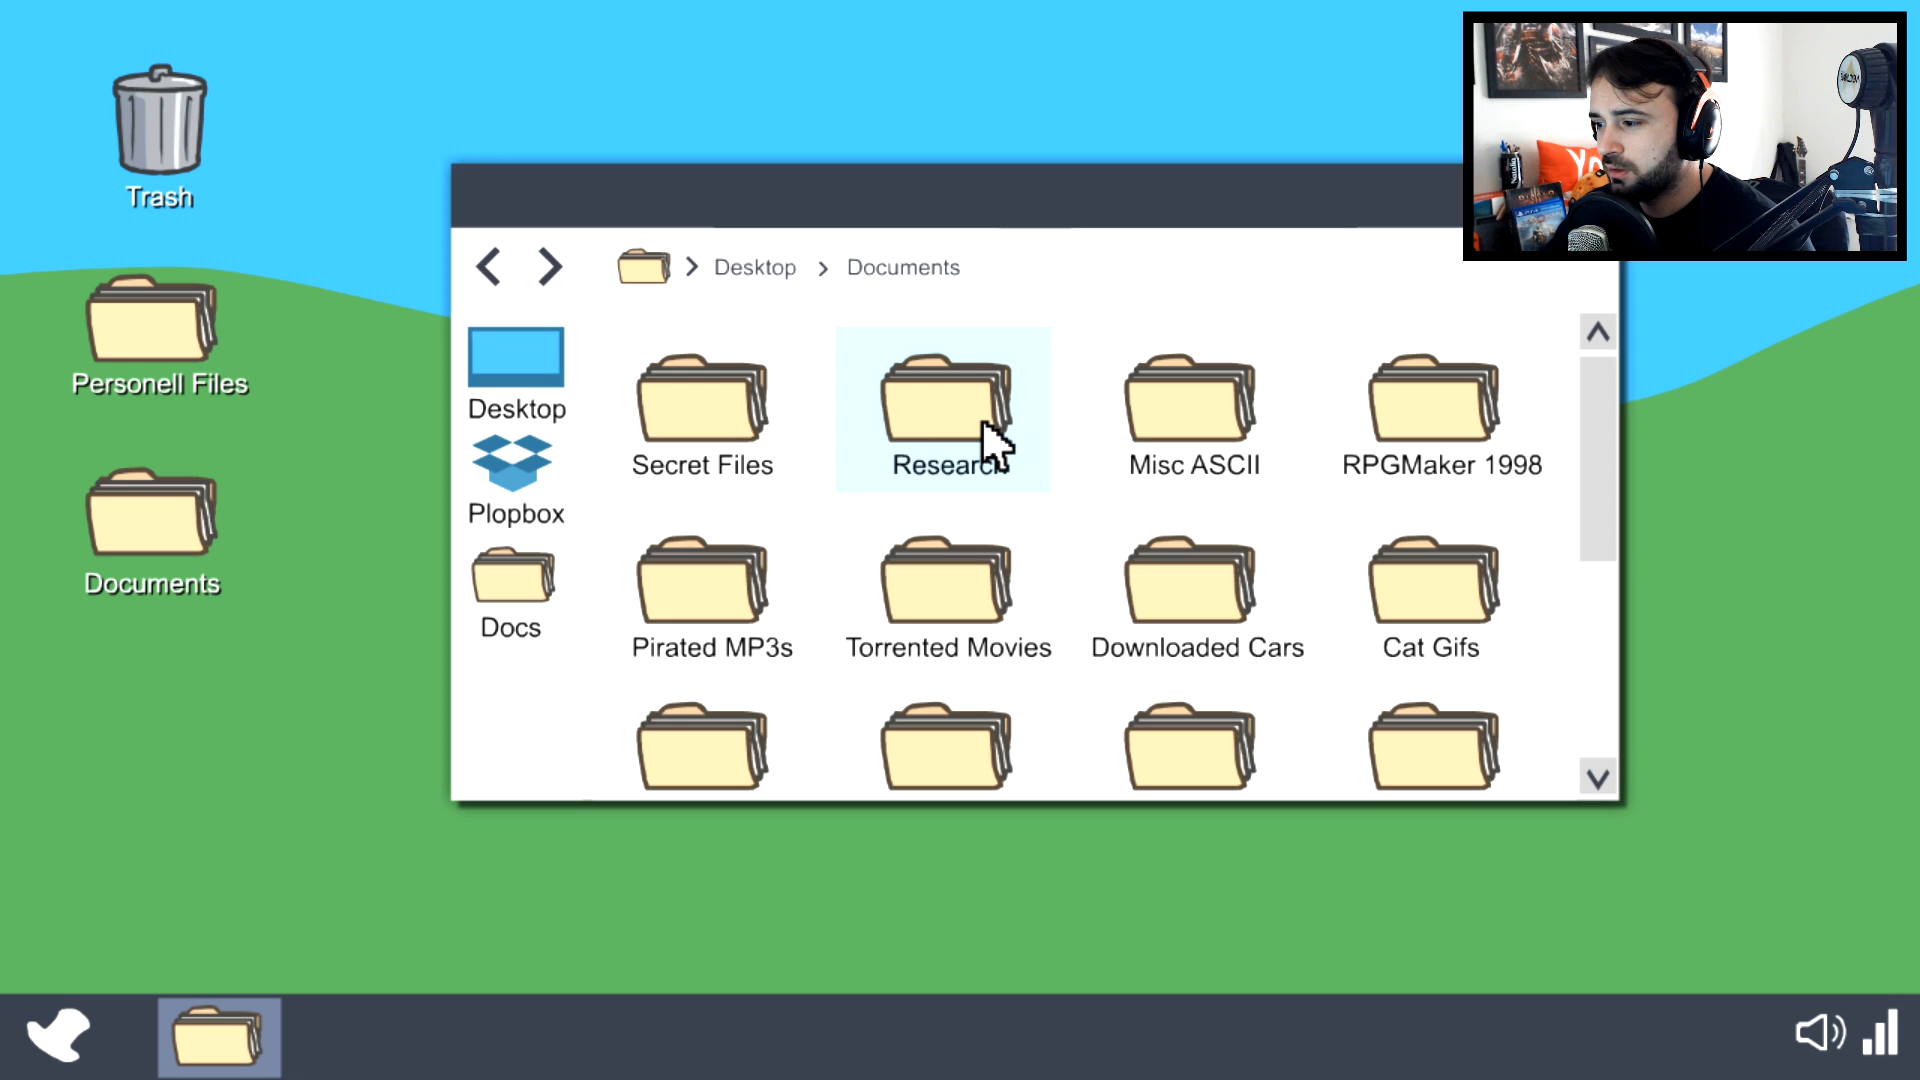 Trash
Personell Files
Documents
Desktop
Documents
Desktop
Plopbox
Docs
Secret Files
Research
Misc ASCII
RPGMaker 1998
Pirated MP3s
Torrented Movies
Downloaded Cars
Cat Gifs